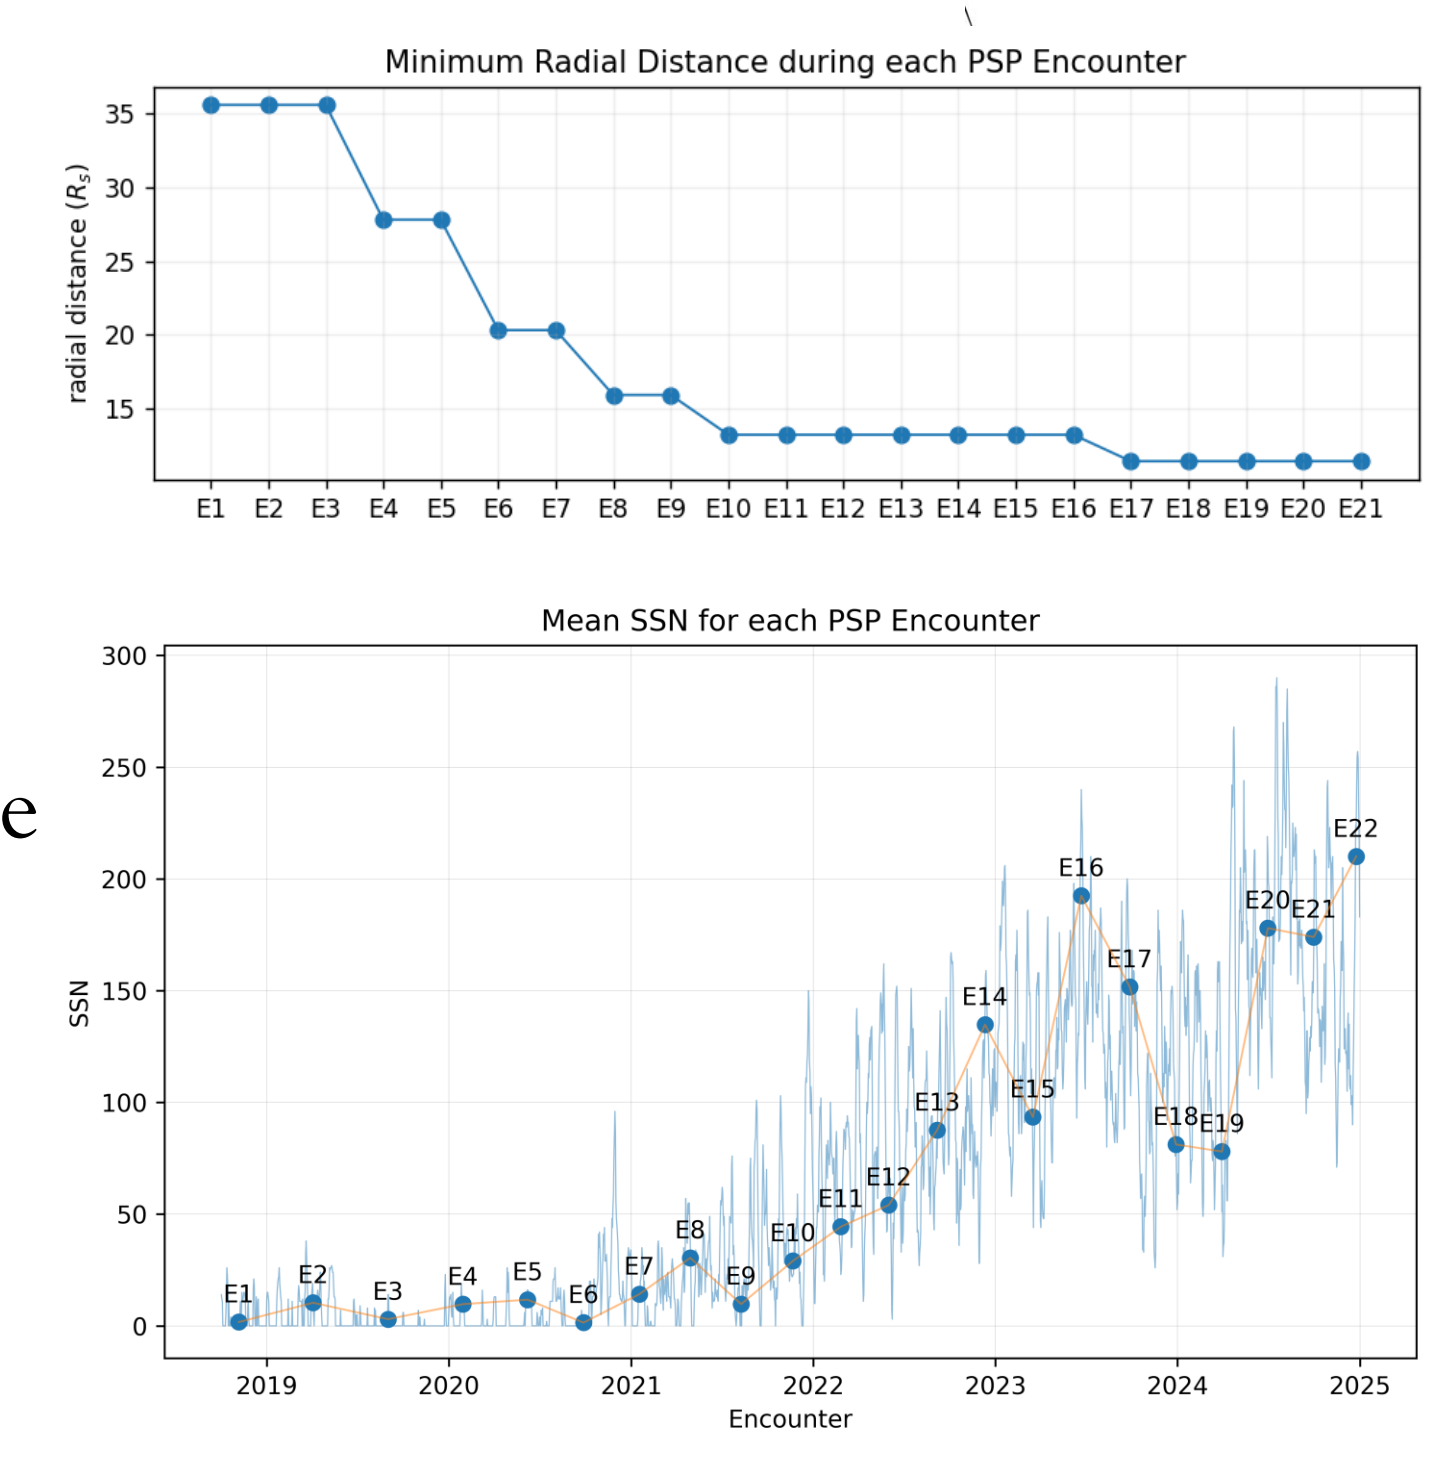 \
Minimum Radial Distance during each PSP Encounter
35
30
25
20
15
radial distance (Rs)
E1 E2 E3 E4 E5 E6 E7 E8 E9 E10 E11 E12 E13 E14 E15 E16 E17 E18 E19 E20 E21
Mean SSN for each PSP Encounter
300
250
200
150
100
50
0
SSN
e
E1
E2
E3
E4
E5
E6
E7
E8
E9
E10
E11
E12
E13
E14
E15
E16
E17
E18
E19
E20
E21
E22
2019 2020 2021 2022 2023 2024 2025
Encounter